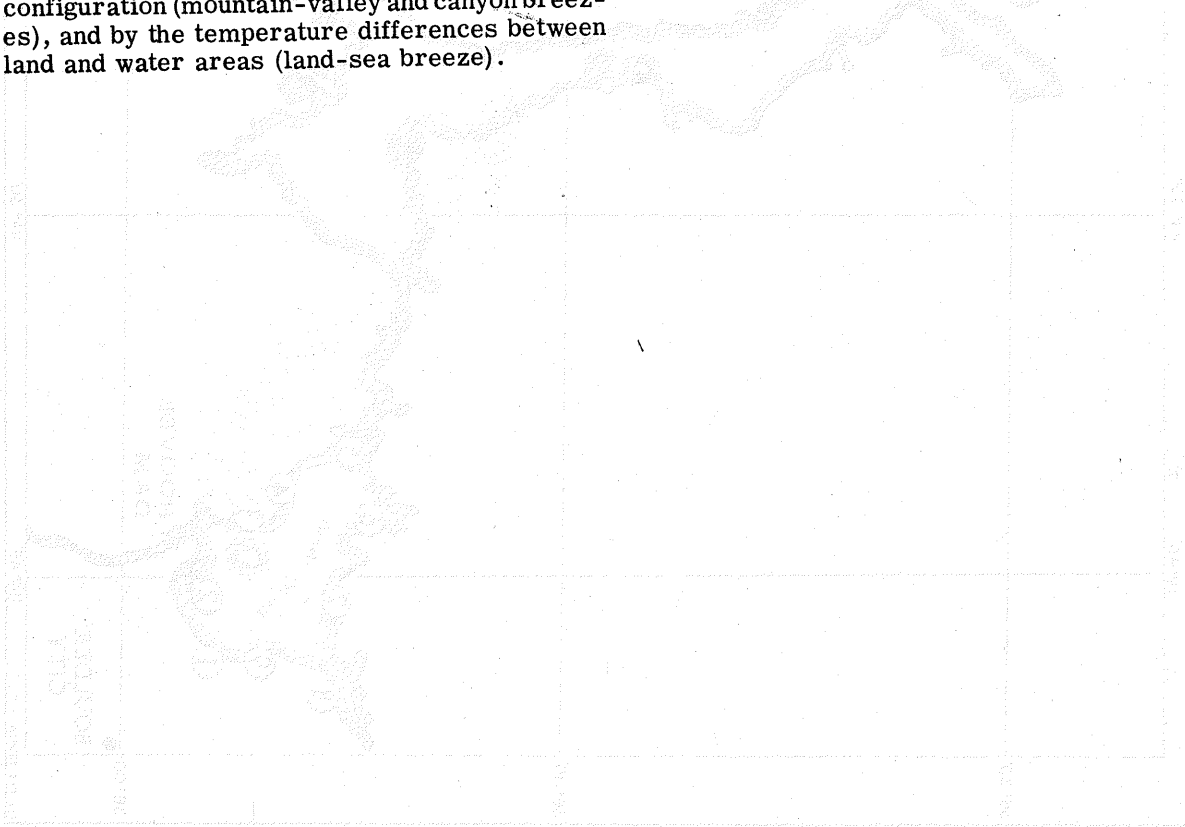 configuration (mountain-valley and canyon breez-
es), and by the temperature differences between
land and water areas (land-sea breeze).